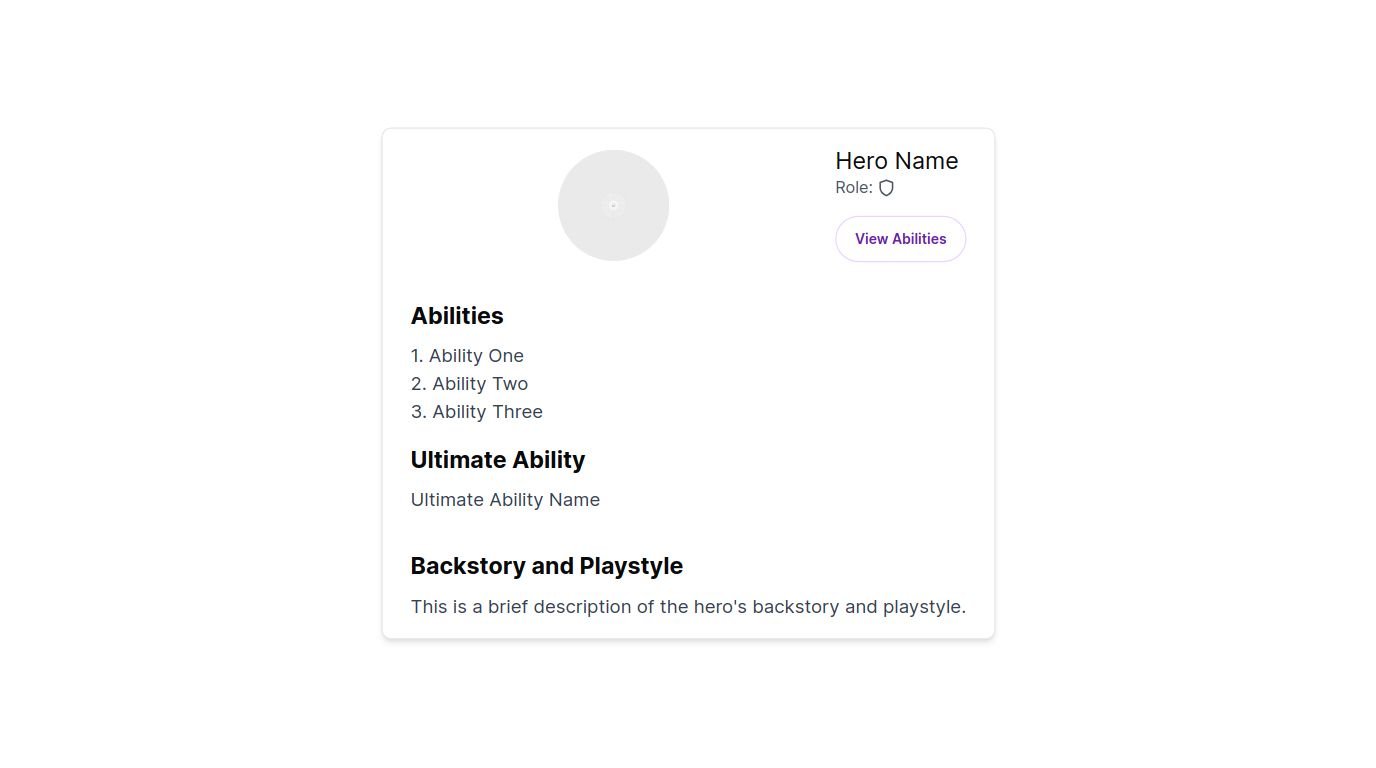 Hero Name
Role:
View Abilities
Abilities
1. Ability One
2. Ability Two
3. Ability Three
Ultimate Ability
Ultimate Ability Name
Backstory and Playstyle
This is a brief description of the hero's backstory and playstyle.